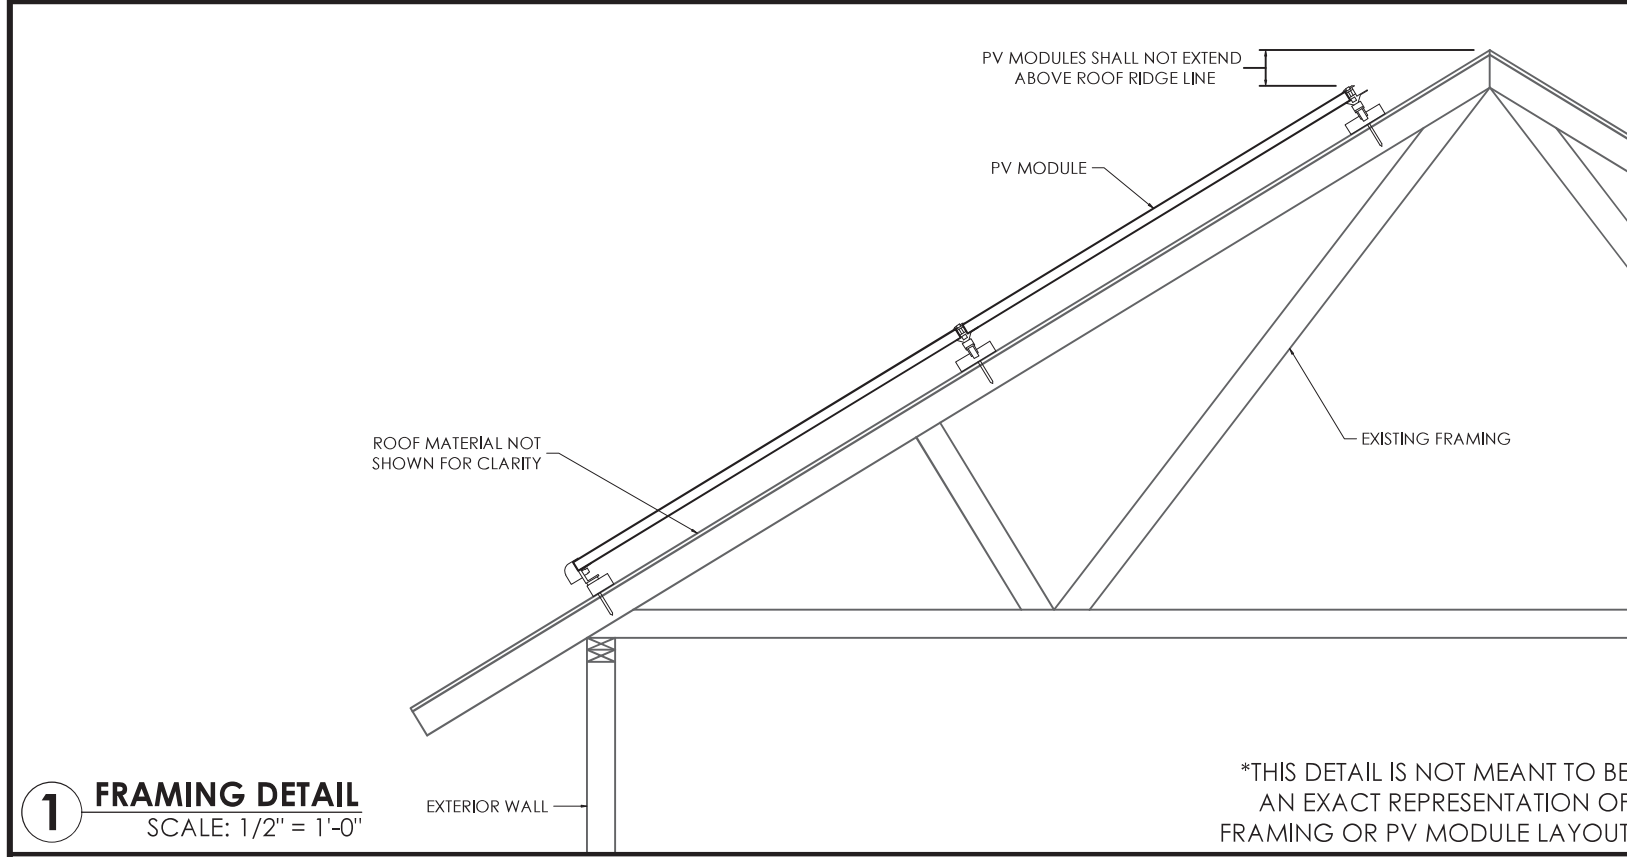 PV MODULES SHALL NOT EXTEND
ABOVE ROOF RIDGE LINE
PV MODULE
ROOF MATERIAL NOT
SHOWN FOR CLARITY
EXISTING FRAMING
1 FRAMING DETAIL
SCALE: 1/2" = 1'-0"
EXTERIOR WALL
*THIS DETAIL IS NOT MEANT TO BE
AN EXACT REPRESENTATION OF
FRAMING OR PV MODULE LAYOUT